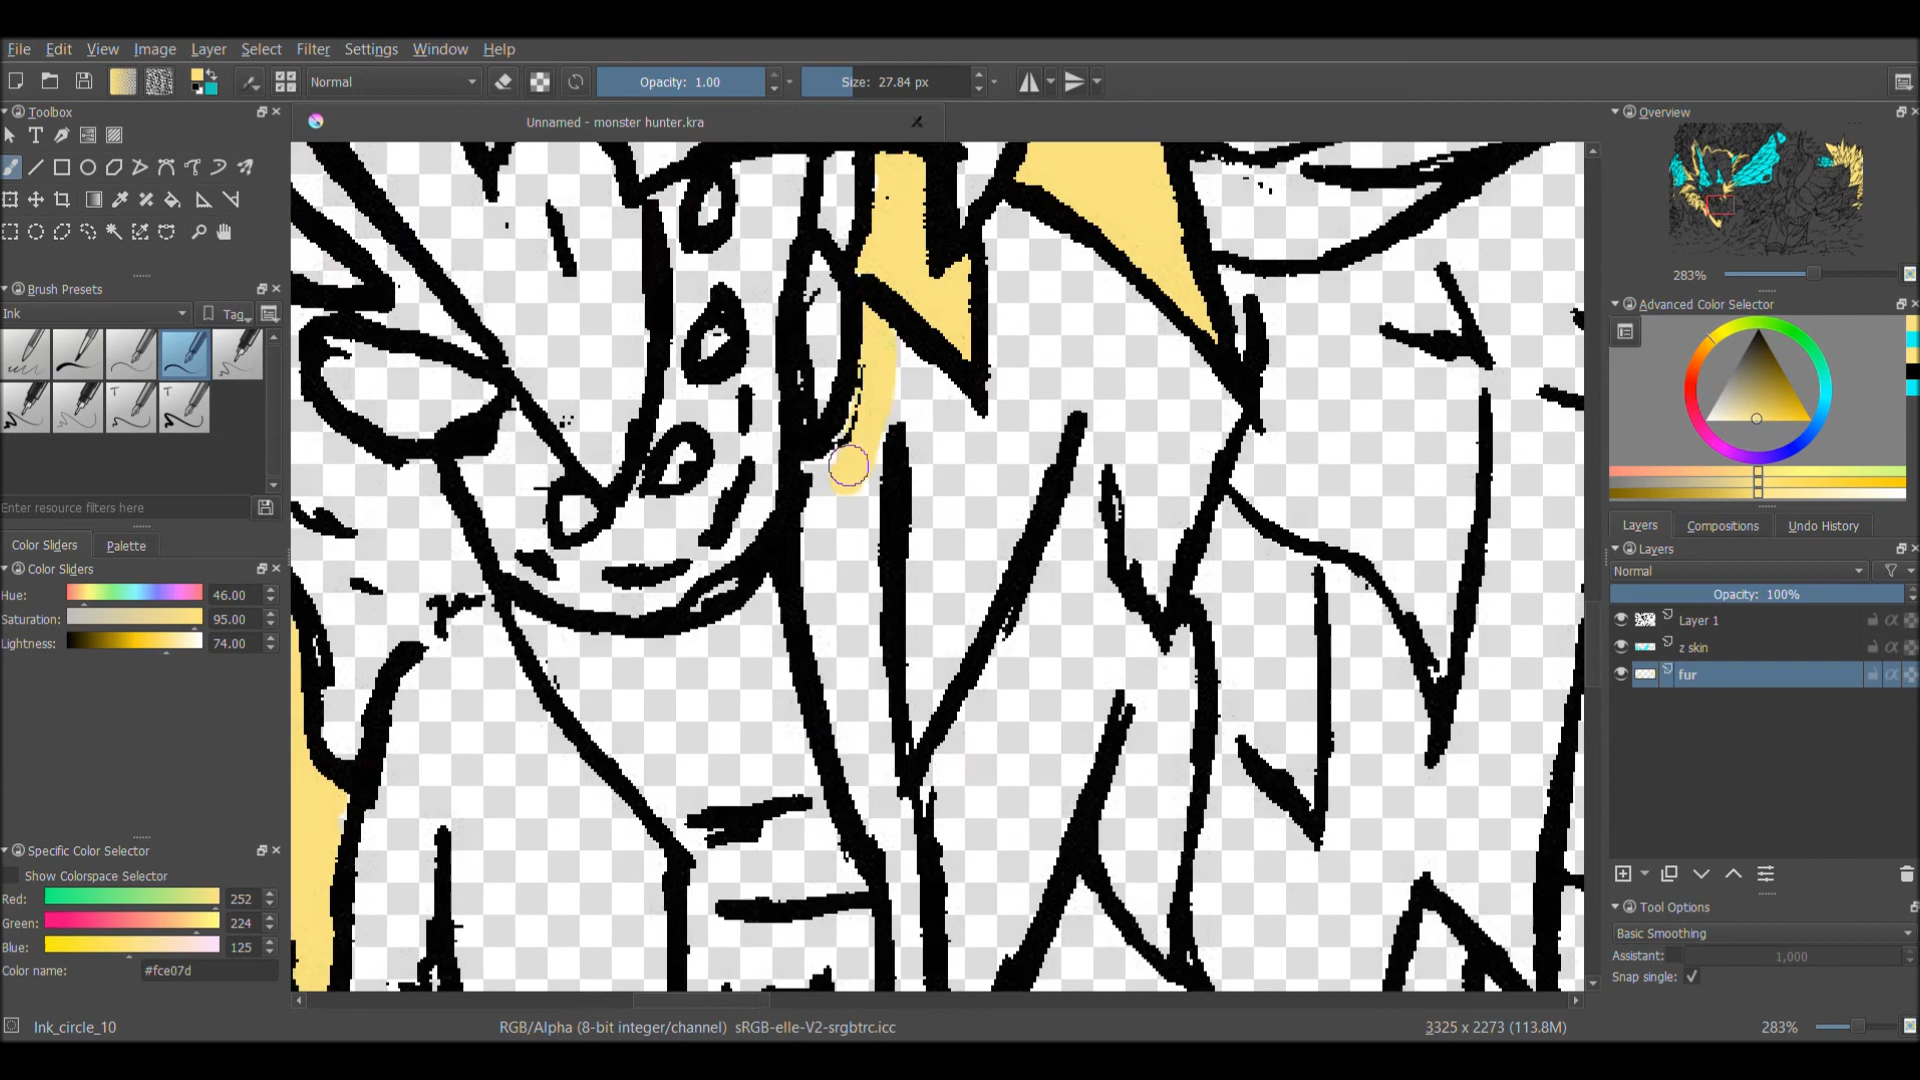 File Edit View Image Layer Select Filter Settings Window Help
Normal Opacity: 1.00 Size: 27.84 px
Toolbox
Unnamed - monster hunter.kra
T
Brush Presets
Ink Tag
T T
Enter resource filters here
Color Sliders Palette
Color Sliders
Hue: 46.00
Saturation: 95.00
Lightness: 74.00
Specific Color Selector
Show Colorspace Selector
Red: 252
Green: 224
Blue: 125
Color name: #fce07d
Ink_circle_10
RGB/Alpha (8-bit integer/channel) sRGB-elle-V2-srgbtrc.icc
3325 x 2273 (113.8M)
283%
Overview
283%
Advanced Color Selector
Layers Compositions Undo History
Layers
Normal
Opacity: 100%
Layer 1 α
z skin α
fur α
Tool Options
Basic Smoothing
Assistant: 1,000
Snap single: ✓